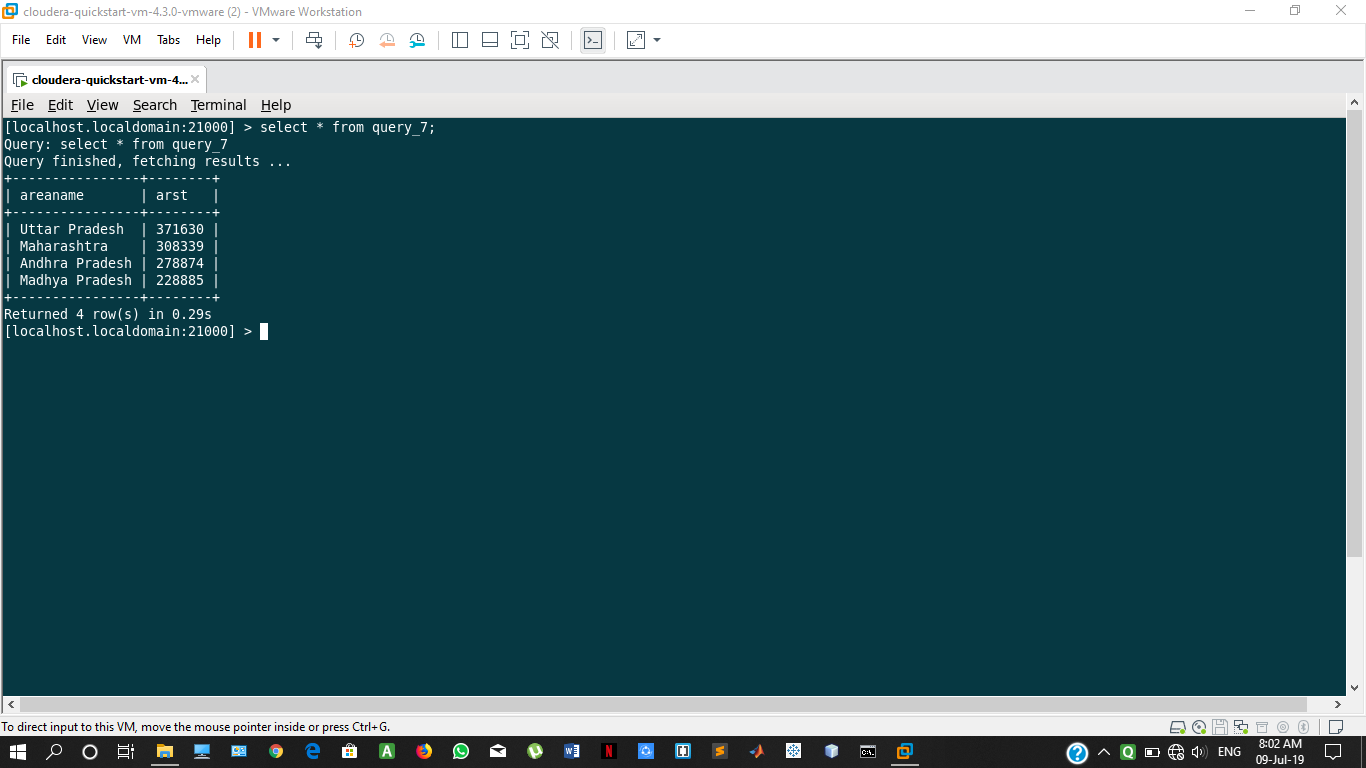 cloudera-quickstart-vm-4.3.0-vmware (2) - VMware Workstation
File Edit View VM Tabs Help
cloudera-quickstart-vm-4...
File Edit View Search Terminal Help
[localhost.localdomain:21000] > select * from query_7;
Query: select * from query_7
Query finished, fetching results ...
+----------------+--------+
| areaname       | arst   |
+----------------+--------+
| Uttar Pradesh  | 371630 |
| Maharashtra    | 308339 |
| Andhra Pradesh | 278874 |
| Madhya Pradesh | 228885 |
+----------------+--------+
Returned 4 row(s) in 0.29s
[localhost.localdomain:21000] >
To direct input to this VM, move the mouse pointer inside or press Ctrl+G.
ENG
8:02 AM
09-Jul-19